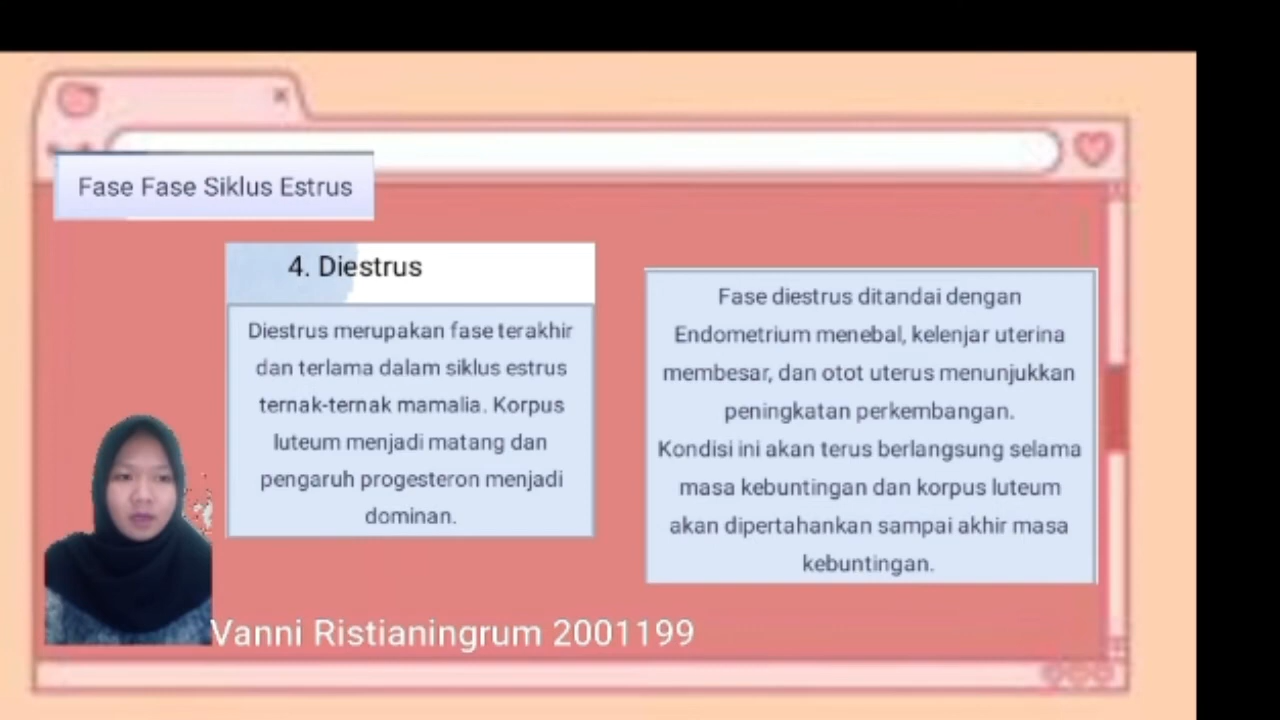 Fase Fase Siklus Estrus
4. Diestrus
Diestrus merupakan fase terakhir
dan terlama dalam siklus estrus
ternak-ternak mamalia. Korpus
luteum menjadi matang dan
pengaruh progesteron menjadi
dominan.
Fase diestrus ditandai dengan
Endometrium menebal, kelenjar uterina
membesar, dan otot uterus menunjukkan
peningkatan perkembangan.
Kondisi ini akan terus berlangsung selama
masa kebuntingan dan korpus luteum
akan dipertahankan sampai akhir masa
kebuntingan.
Vanni Ristianingrum 2001199